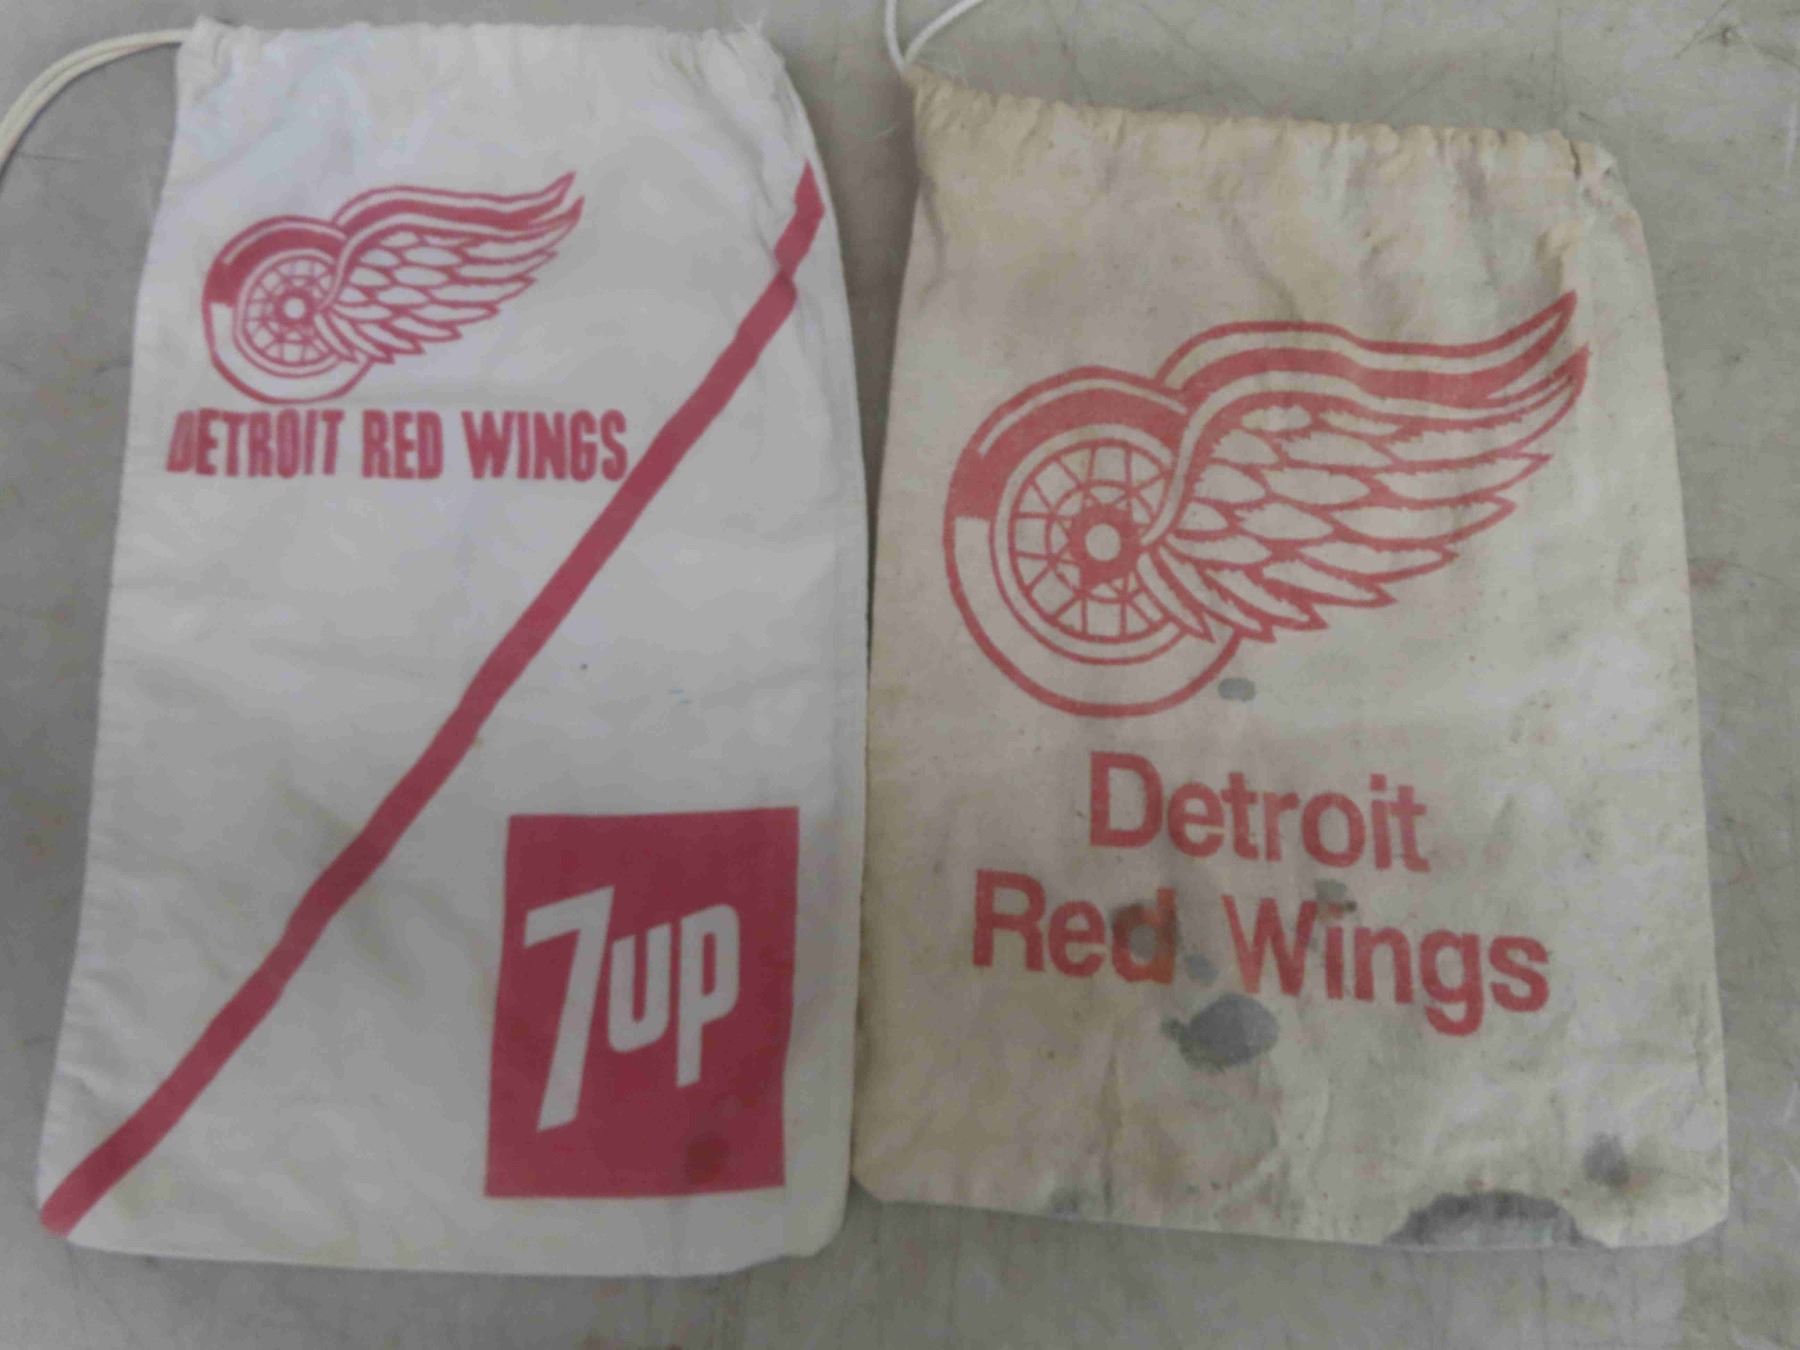 DETROIT RED WINGS
7up
Detroit
Red Wings